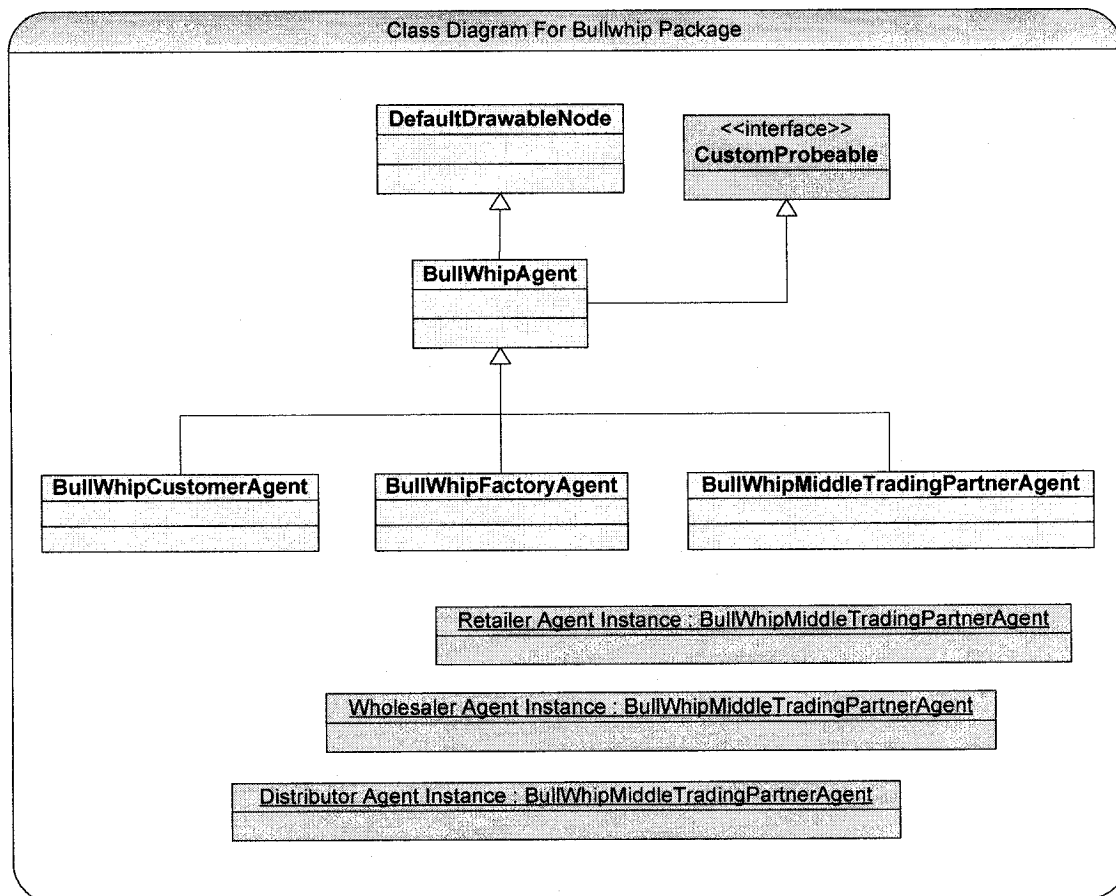 Class Diagram For Bullwhip Package
DefaultDrawableNode
<<interface>>
CustomProbeable
BullWhipAgent
BullWhipCustomerAgent
BullWhipFactoryAgent
BullWhipMiddleTradingPartnerAgent
Retailer Agent Instance : BullWhipMiddleTradingPartnerAgent
Wholesaler Agent Instance : BullWhipMiddleTradingPartnerAgent
Distributor Agent Instance : BullWhipMiddleTradingPartnerAgent